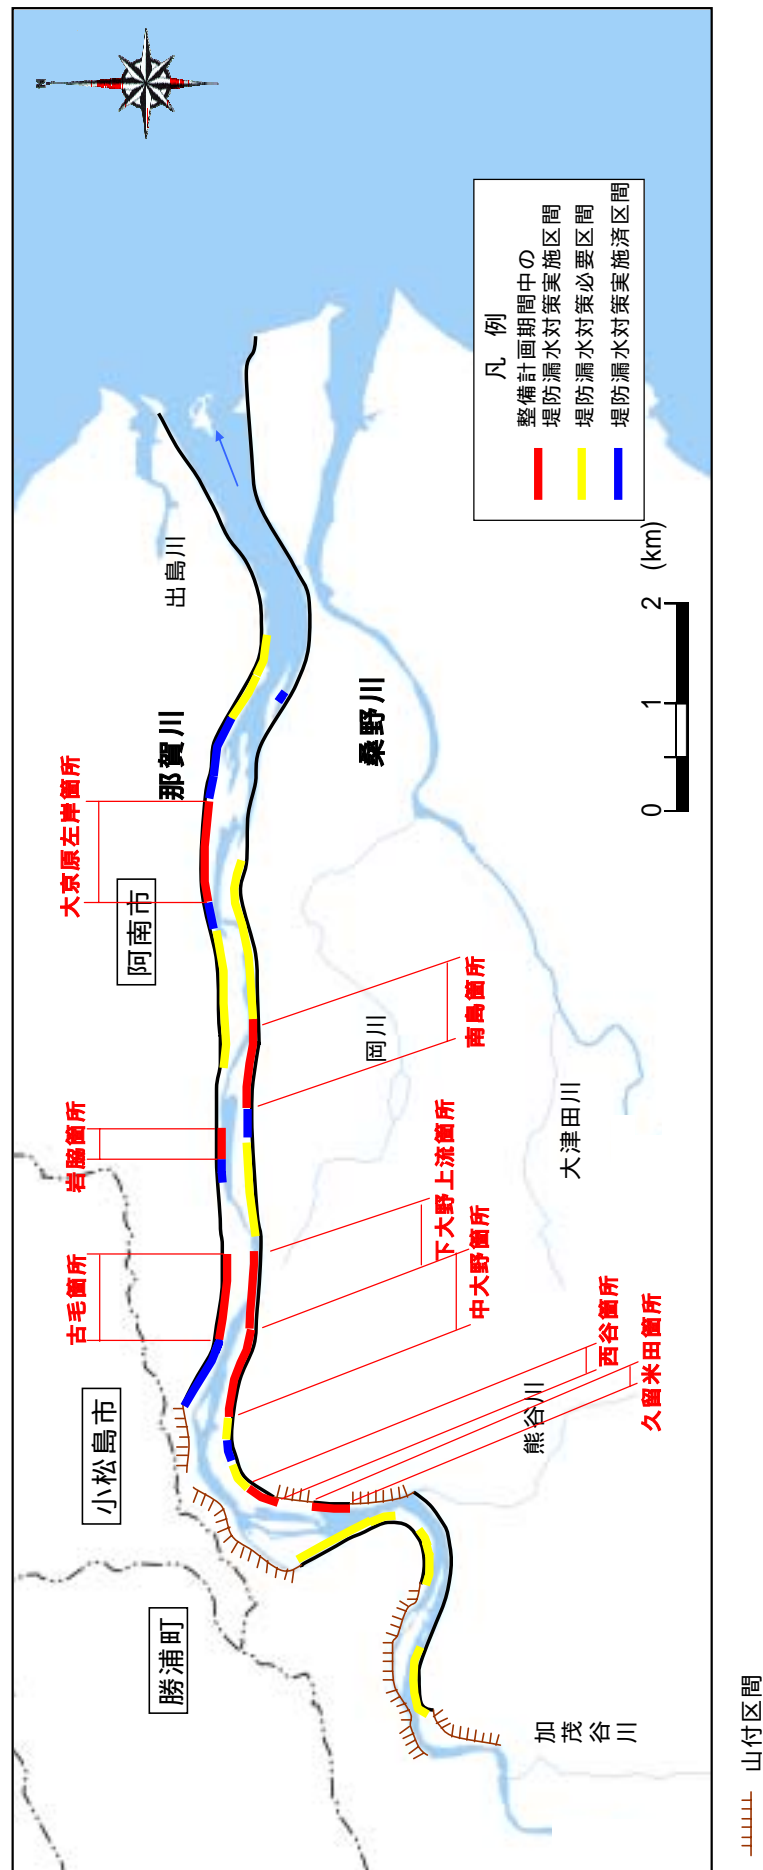 N
凡 例
整備計画期間中の
堤防漏水対策実施区間
堤防漏水対策必要区間
堤防漏水対策実施済区間
0 1 2 (km)
出島川
那賀川
桑野川
大京原左岸箇所
阿南市
南島箇所
岡川
大津田川
岩脇箇所
下大野上流箇所
中大野箇所
古毛箇所
西谷箇所
久留米田箇所
熊谷川
小松島市
勝浦町
加茂谷川
山付区間